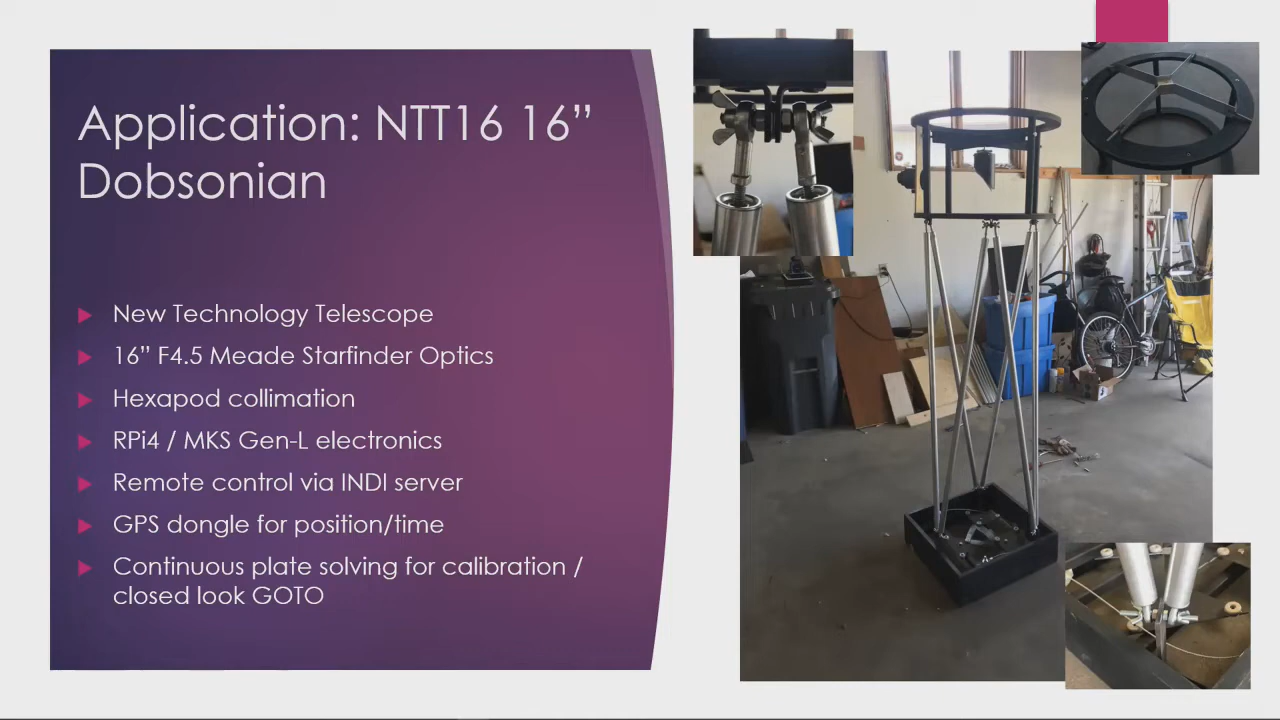 Application: NTT16 16”
Dobsonian
New Technology Telescope
16” F4.5 Meade Starfinder Optics
Hexapod collimation
RPi4 / MKS Gen-L electronics
Remote control via INDI server
GPS dongle for position/time
Continuous plate solving for calibration /
closed look GOTO